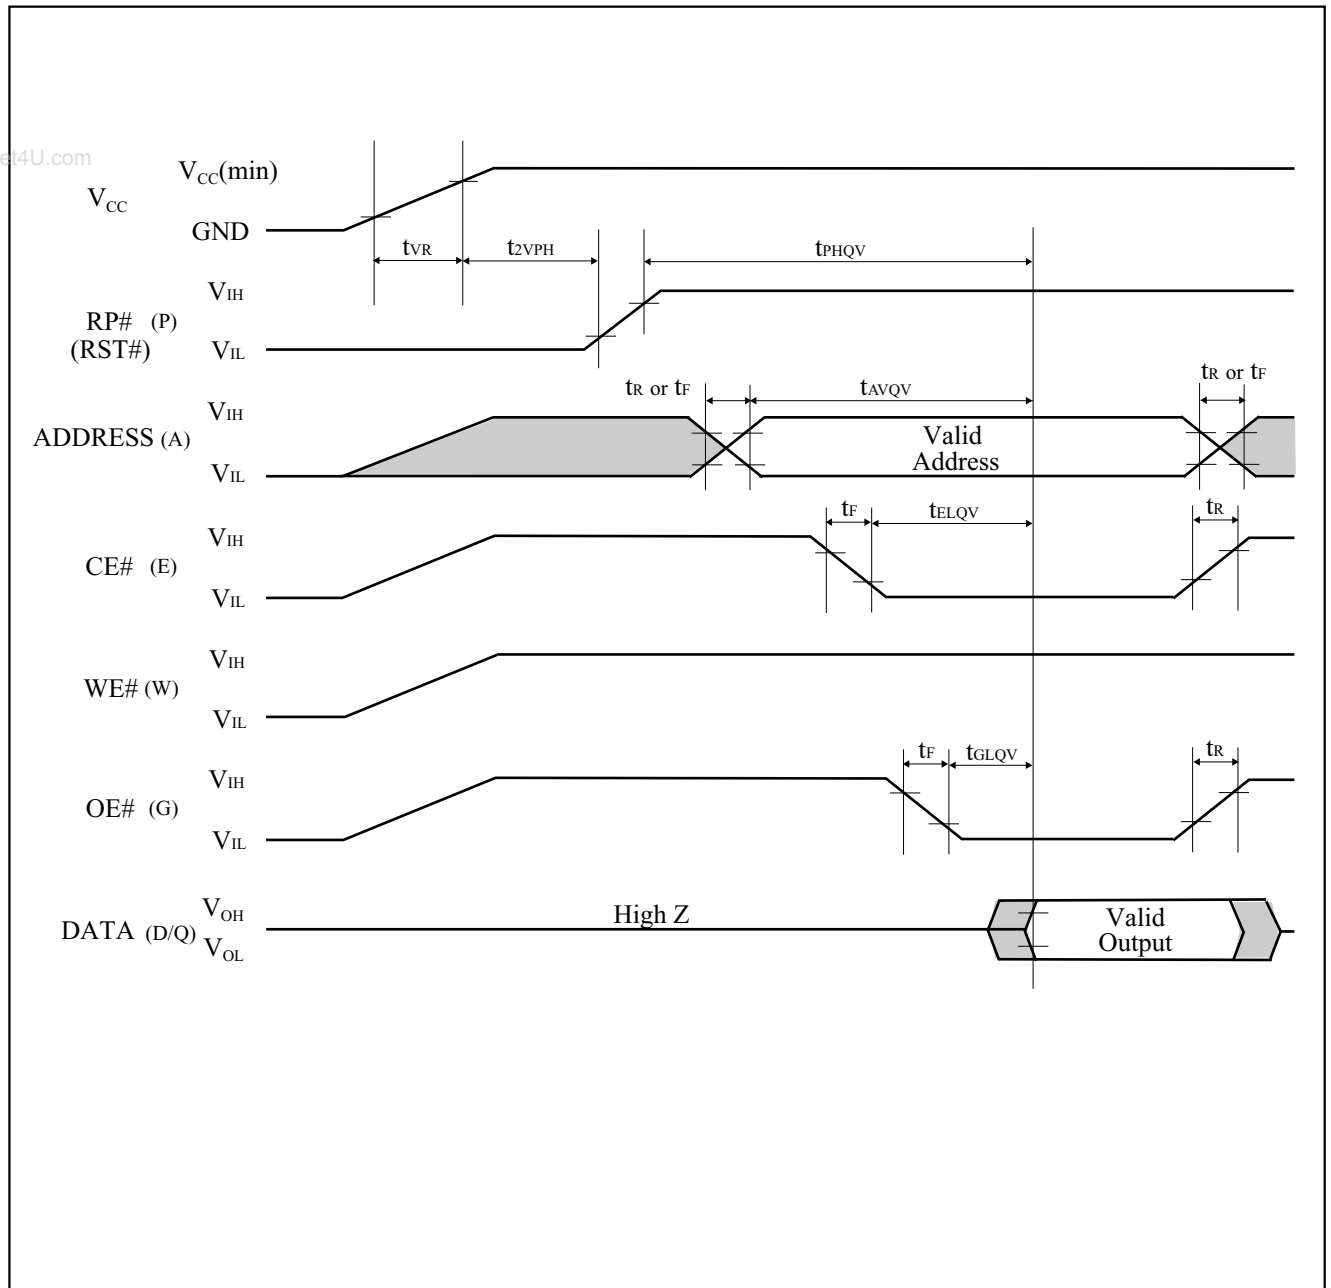 et4U.com
VCC(min)
VCC
GND
tVR
t2VPH
tPHQV
VIH
RP# (P)
(RST#)
VIL
tR or tF
tAVQV
tR or tF
VIH
ADDRESS (A)
Valid
Address
VIL
tF
tELQV
tR
VIH
CE# (E)
VIL
VIH
WE# (W)
VIL
tF
tGLQV
tR
VIH
OE# (G)
VIL
VOH
High Z
Valid
DATA (D/Q)
Output
VOL